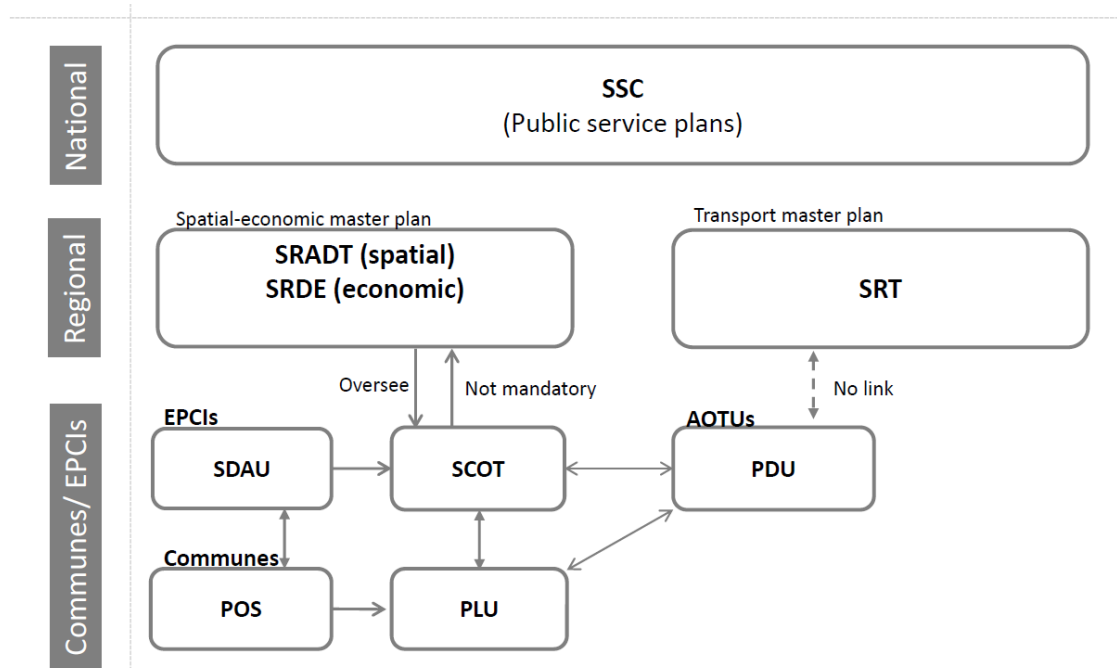 National
SSC
(Public service plans)
Regional
Spatial-economic master plan
SRADT (spatial)
SRDE (economic)
Transport master plan
SRT
Oversee
Not mandatory
No link
Communes/ EPCIs
EPCIs
SDAU
SCOT
AOTUs
PDU
Communes
POS
PLU